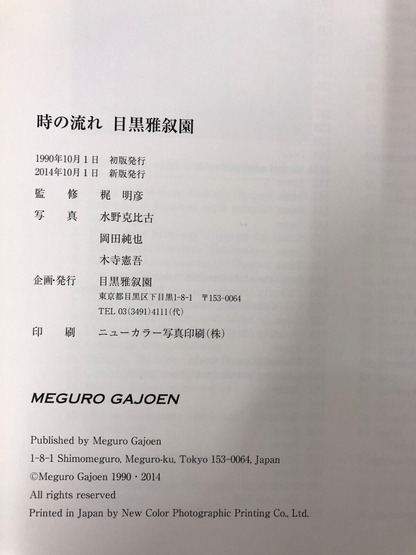 時の流れ 目黒雅叙園
1990年10月1日 初版発行
2014年10月1日 新版発行
監 修 梶 明彦
写 真 水野克比古
岡田純也
木寺憲吾
企画・発行 目黒雅叙園
東京都目黒区下目黒1-8-1 〒153-0064
TEL 03(3491)4111(代)
印 刷 ニューカラー写真印刷(株)
MEGURO GAJOEN
Published by Meguro Gajoen
1-8-1 Shimomeguro, Meguro-ku, Tokyo 153-0064, Japan
©Meguro Gajoen 1990・2014
All rights reserved
Printed in Japan by New Color Photographic Printing Co., Ltd.